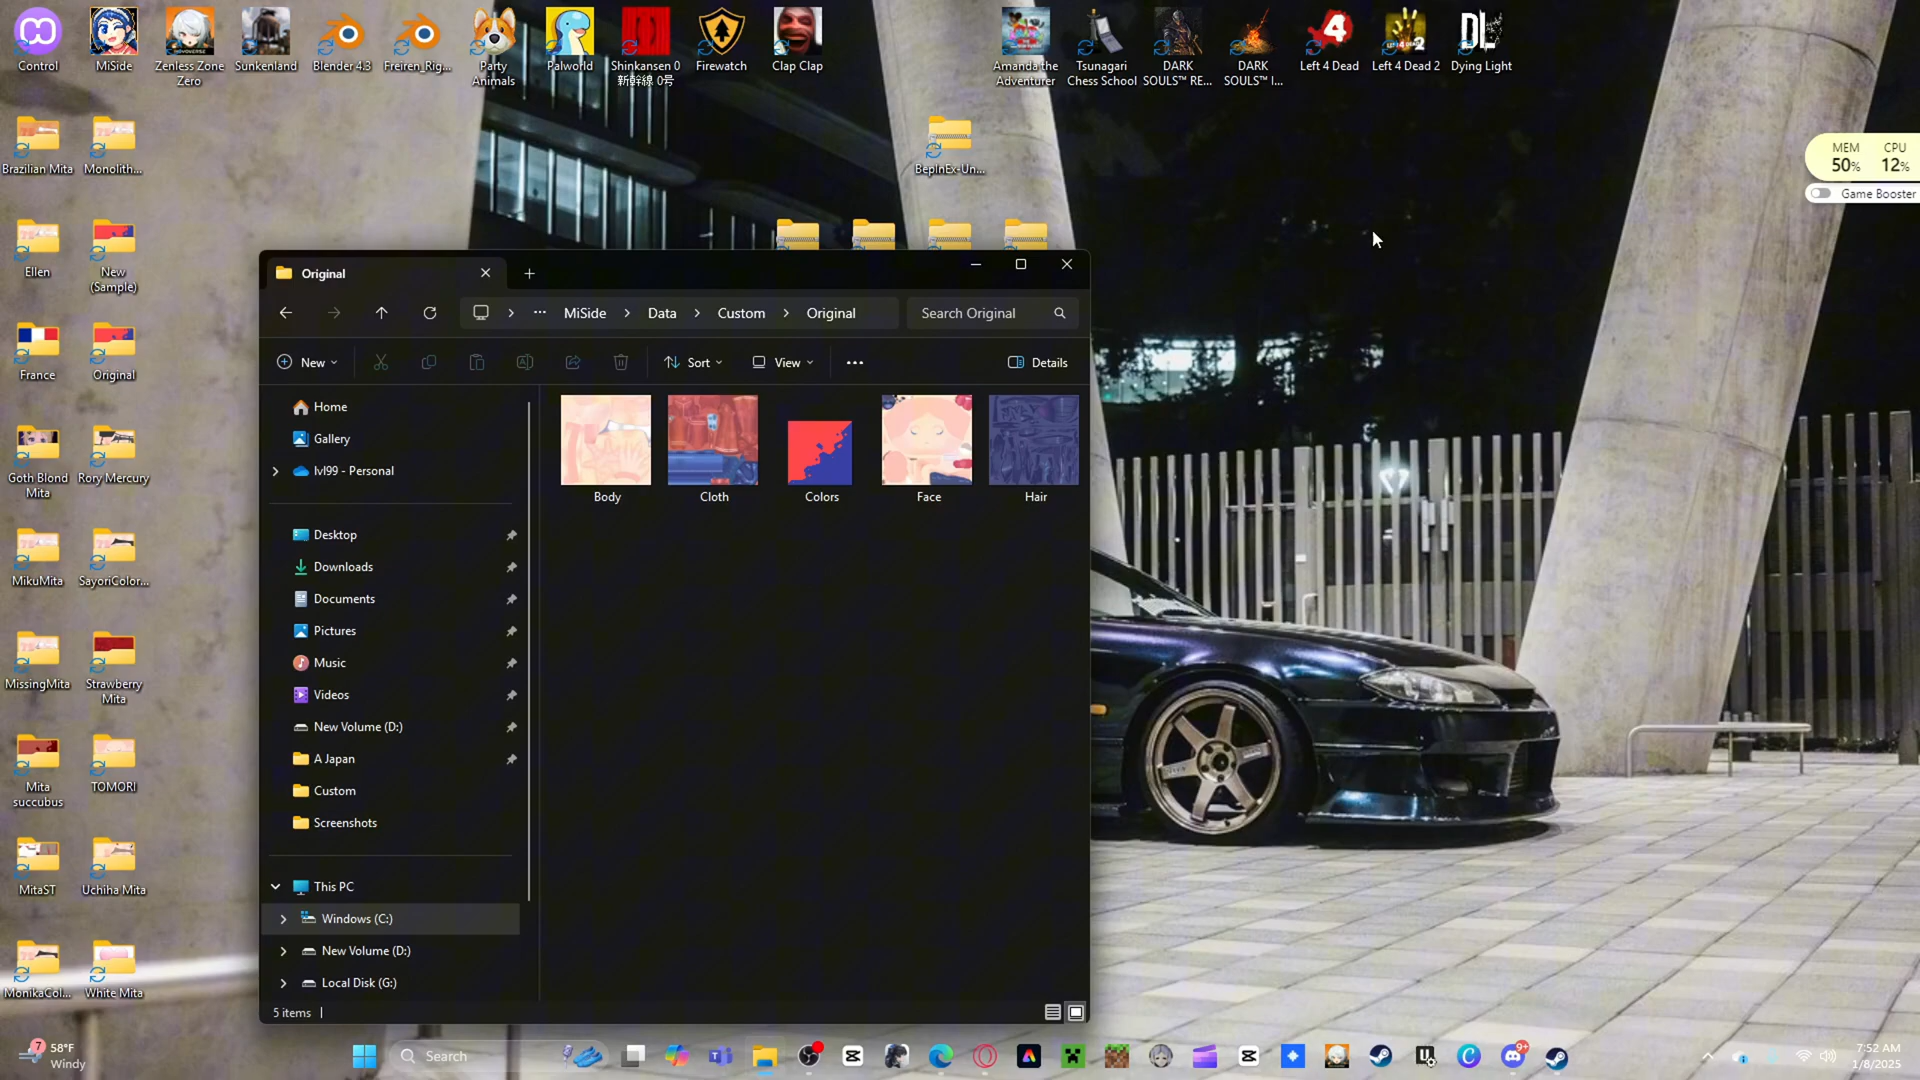 Control
MiSide
Zenless Zone
Zero
Sunkenland
Blender 4.3
Freiren_Rig...
Party
Animals
Palworld
Shinkansen 0
新幹線 0号
Firewatch
Clap Clap
Amanda the
Adventurer
Tsunagari
Chess School
DARK
SOULS™ RE...
DARK
SOULS™ I...
Left 4 Dead
Left 4 Dead 2
Dying Light
Brazilian Mita
Monolith...
BepInEx-Un...
MEM
CPU
50%
12%
Game Booster
Ellen
New
(Sample)
France
Original
Goth Blond
Mita
Rory Mercury
MikuMita
SayoriColor...
MissingMita
Strawberry
Mita
Mita
succubus
TOMORI
MitaST
Uchiha Mita
MonikaCol...
White Mita
Original
MiSide
Data
Custom
Original
Search Original
New
Sort
View
Details
Home
Gallery
lvl99 - Personal
Desktop
Downloads
Documents
Pictures
Music
Videos
New Volume (D:)
A Japan
Custom
Screenshots
This PC
Windows (C:)
New Volume (D:)
Local Disk (G:)
Body
Cloth
Colors
Face
Hair
5 items
7
58°F
Windy
Search
9+
7:52 AM
1/8/2025